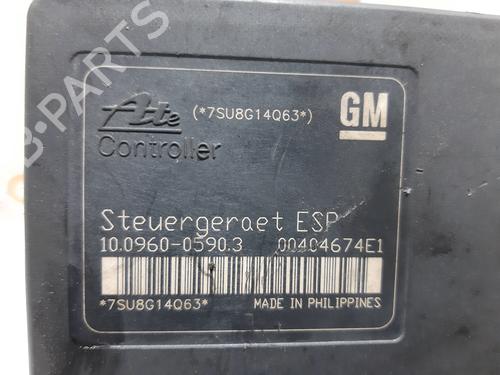 Ate (*7SU8G14Q63*) GM
Controller
Steuergeraet ESP
10.0960-0590.3 00404674E1
*7SU8G14Q63* MADE IN PHILIPPINES
B-PARTS